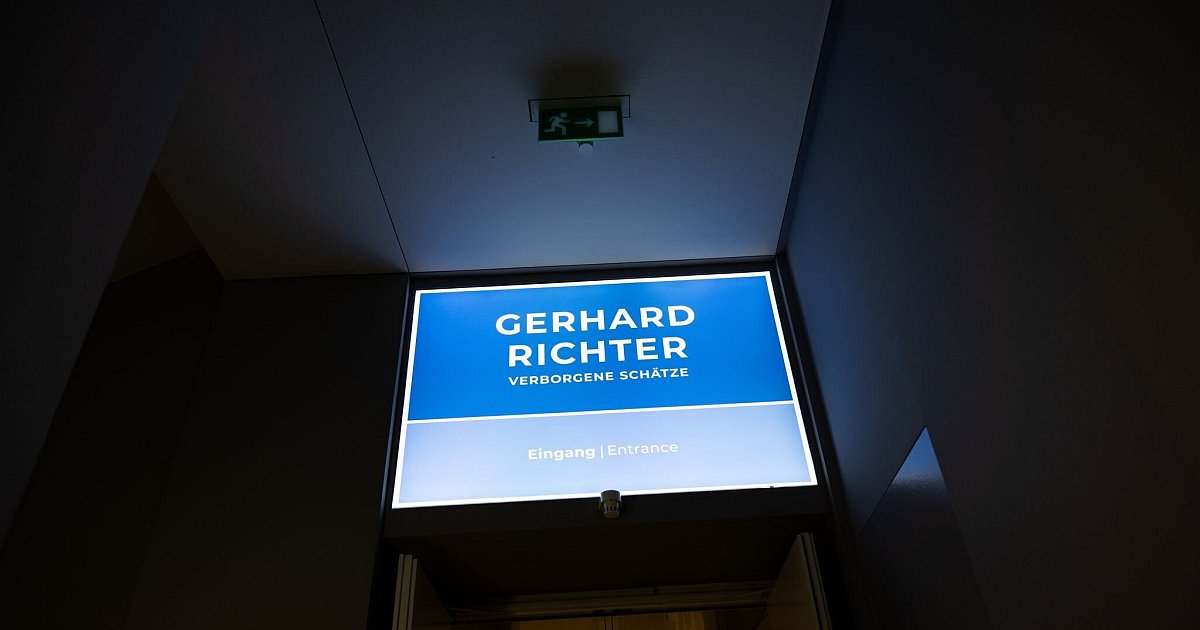 GERHARD
RICHTER
VERBORGENE SCHÄTZE
Eingang | Entrance